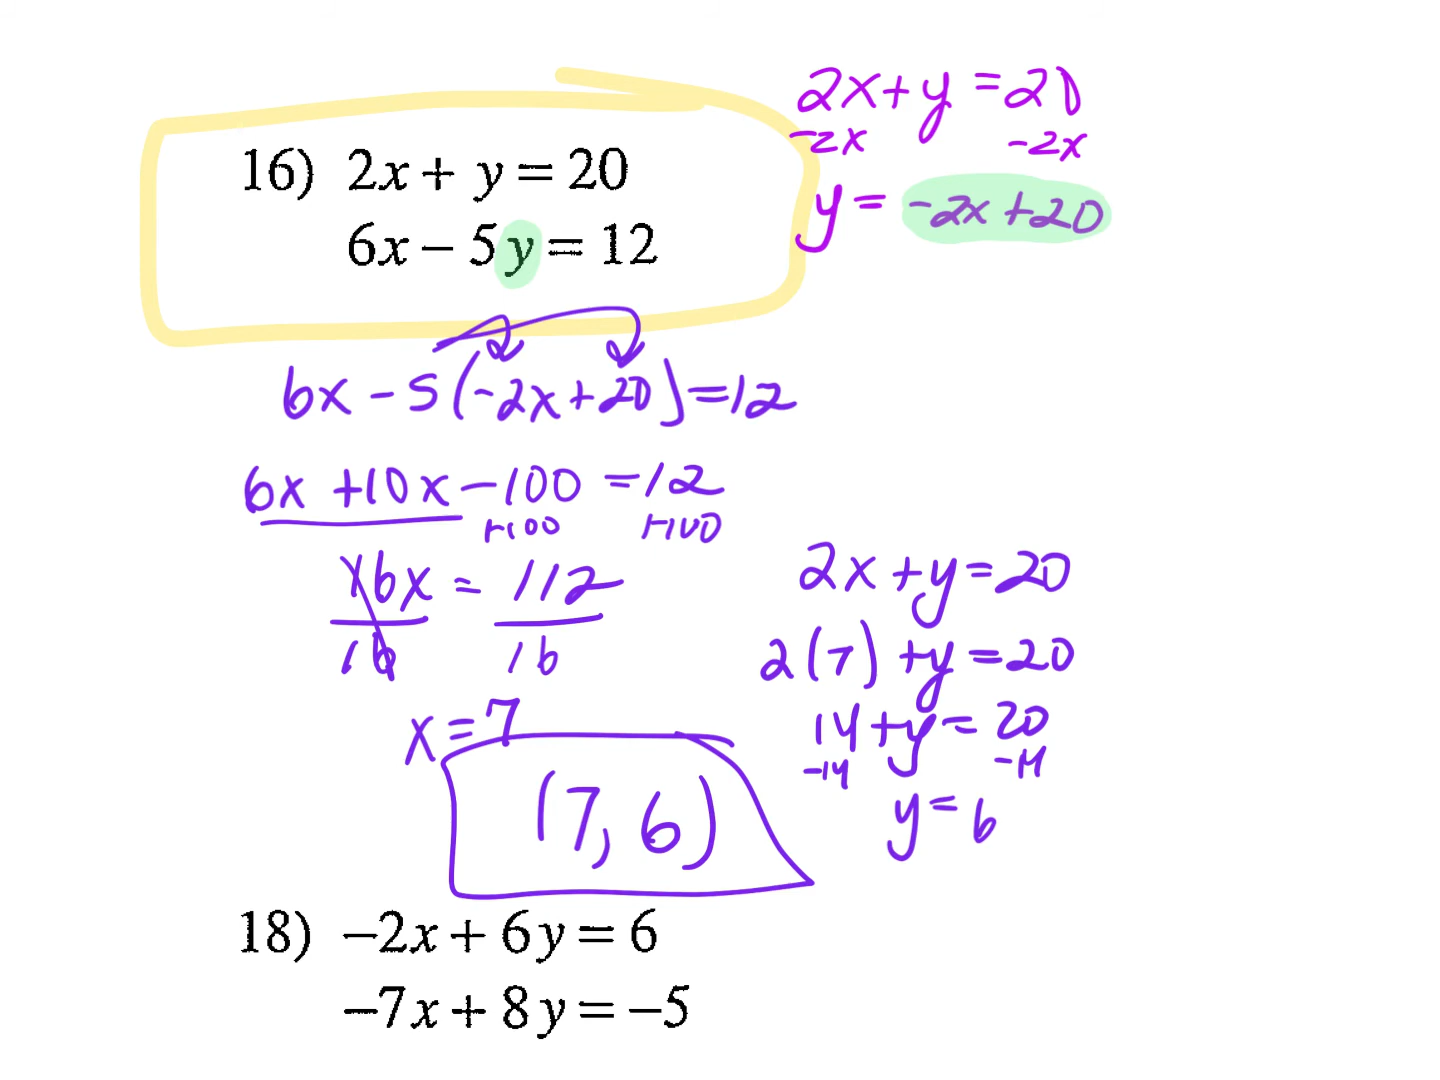 16) 2x + y = 20
6x − 5y = 12
2x + y = 20
−2x −2x
y = −2x + 20
6x − 5(−2x + 20) = 12
6x + 10x − 100 = 12
+100 +100
16x = 112
16 16
x = 7
(7, 6)
2x + y = 20
2(7) + y = 20
14 + y = 20
−14 −14
y = 6
18) −2x + 6y = 6
−7x + 8y = −5